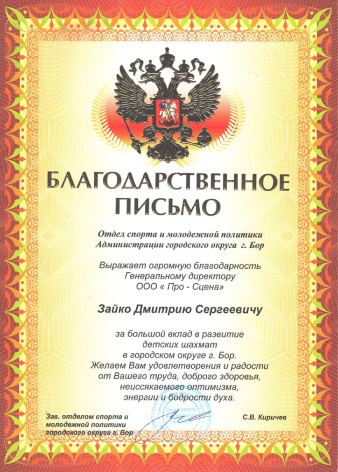 БЛАГОДАРСТВЕННОЕ
ПИСЬМО
Отдел спорта и молодежной политики
Администрации городского округа г. Бор
Выражает огромную благодарность
Генеральному директору
ООО « Про - Сцена»
Зайко Дмитрию Сергеевичу
за большой вклад в развитие
детских шахмат
в городском округе г. Бор.
Желаем Вам удовлетворения и радости
от Вашего труда, доброго здоровья,
неиссякаемого оптимизма,
энергии и бодрости духа.
Зав. отделом спорта и
молодежной политики
городского округа г. Бор
С.В. Киричев